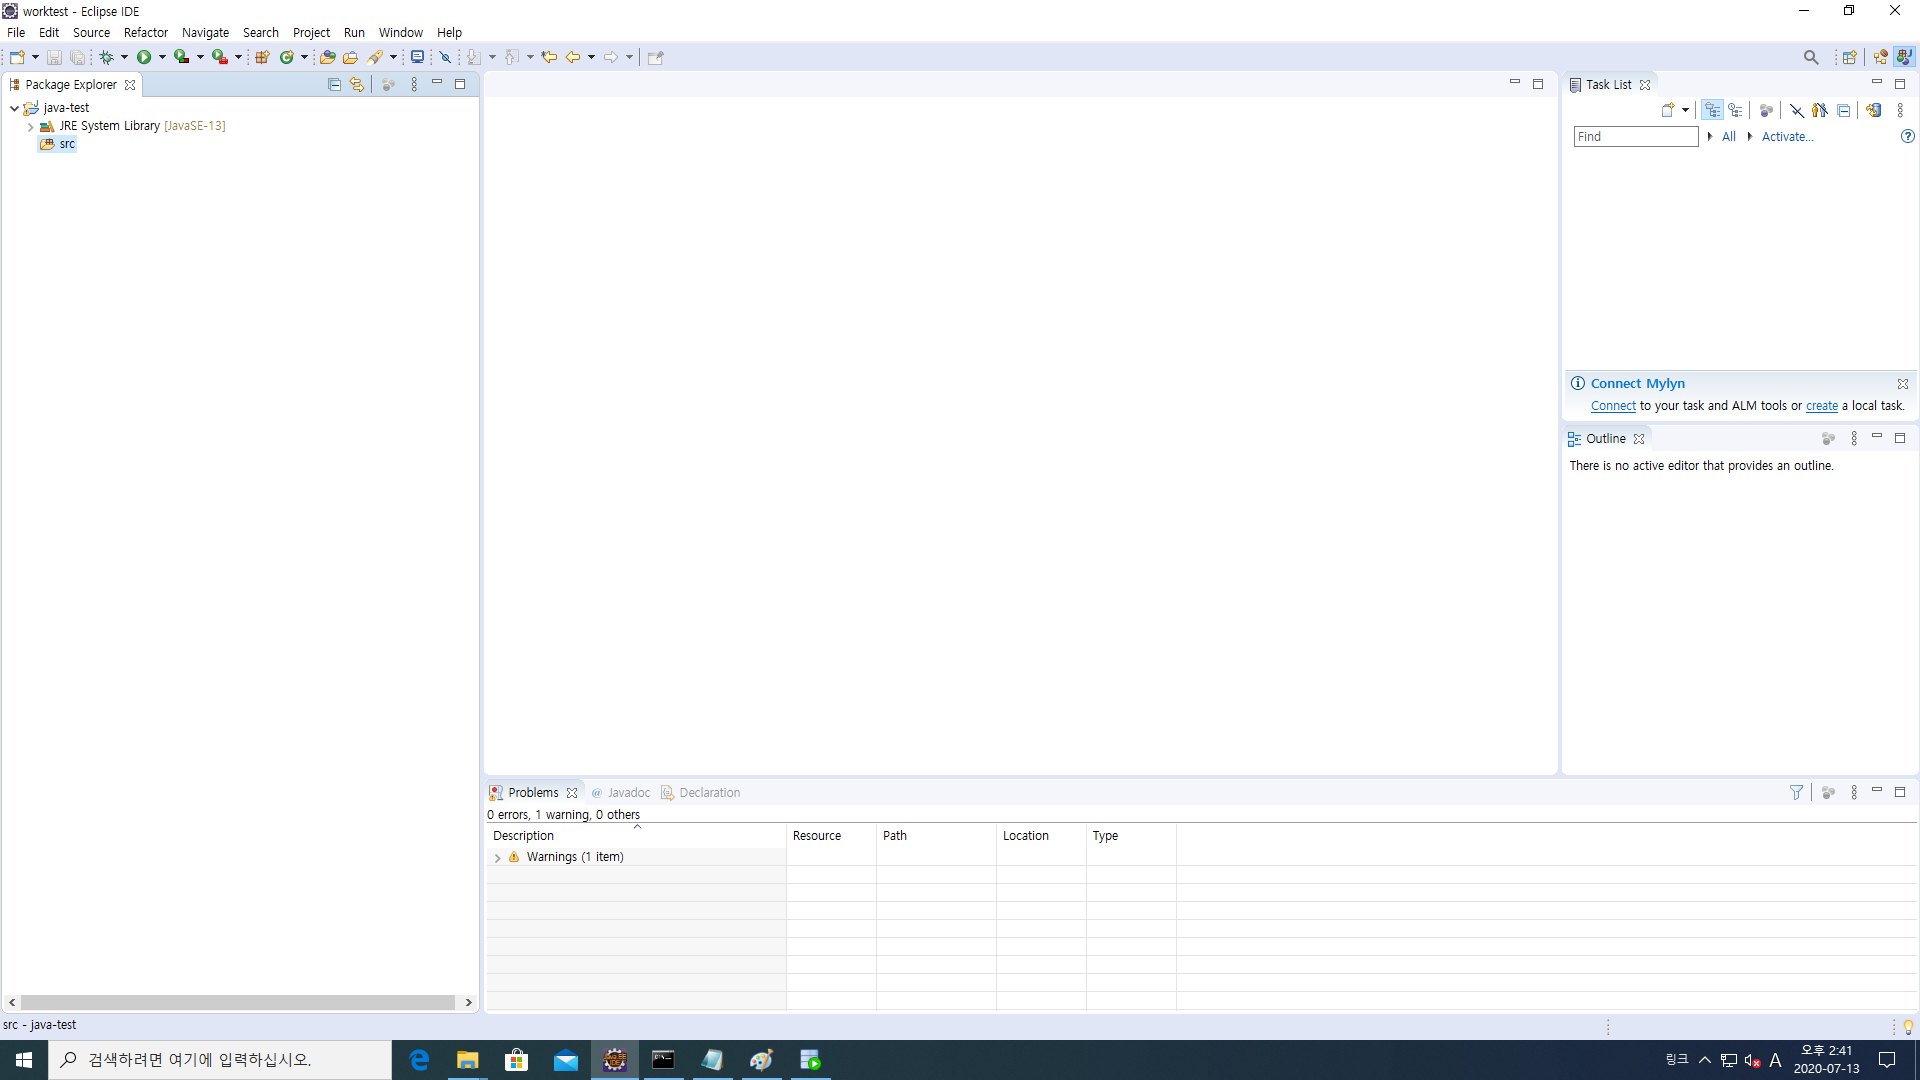 worktest - Eclipse IDE
File Edit Source Refactor Navigate Search Project Run Window Help
Package Explorer
java-test
JRE System Library [JavaSE-13]
src
Task List
Find All Activate...
Connect Mylyn
Connect to your task and ALM tools or create a local task.
Outline
There is no active editor that provides an outline.
Problems @ Javadoc Declaration
0 errors, 1 warning, 0 others
Description Resource Path Location Type
Warnings (1 item)
src - java-test
검색하려면 여기에 입력하십시오.
Java EE
IDE
링크
A
오후 2:41
2020-07-13